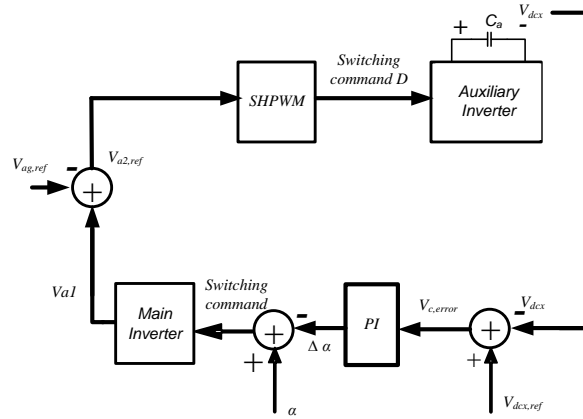 V_dcx
+ C_a -
Switching
command D
SHPWM
Auxiliary
Inverter
-
V_a2,ref
V_ag,ref
+
Va1
Switching
command
Main
Inverter
-
+
+
Δ α
α
PI
V_c,error
-
V_dcx
+
+
V_dcx,ref